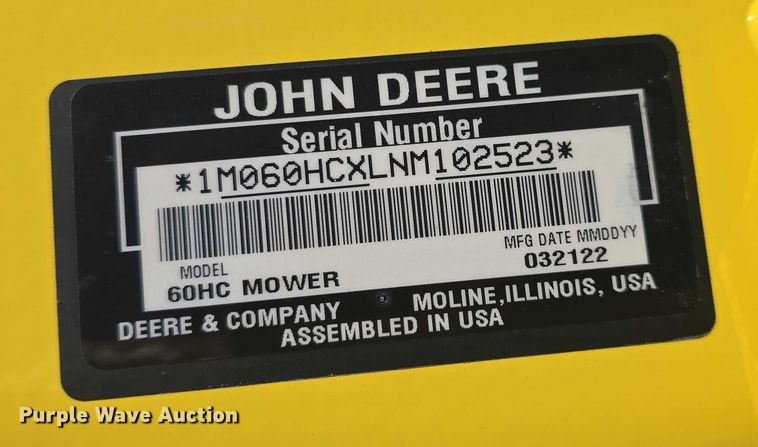 JOHN DEERE
Serial Number
*1M060HCXLNM102523*
MODEL
60HC MOWER
MFG DATE MMDDYY
032122
DEERE & COMPANY
MOLINE,ILLINOIS, USA
ASSEMBLED IN USA
Purple Wave Auction